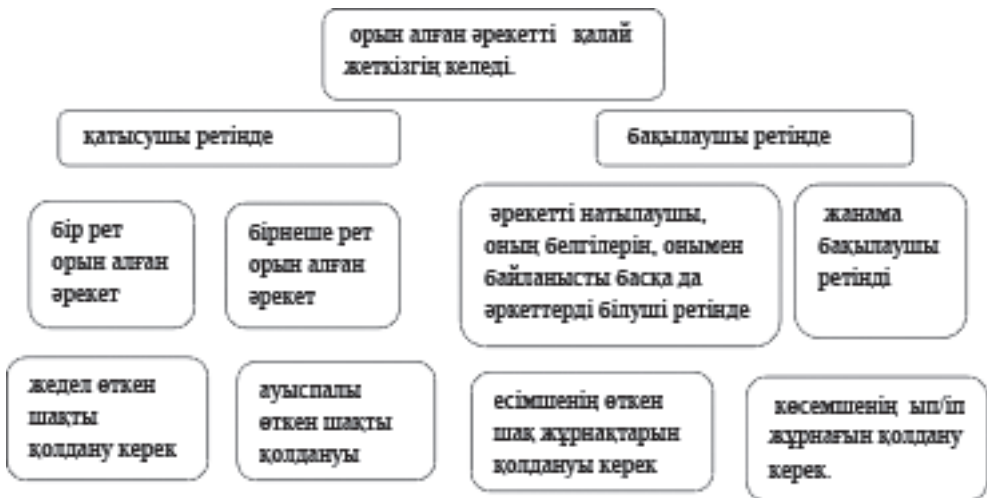 орын алған әрекетті қалай
жеткізгің келеді.
қатысушы ретінде
бақылаушы ретінде
бір рет
орын алған
әрекет
бірнеше рет
орын алған
әрекет
әрекетті натылаушы,
оның белгілерін, онымен
байланысты басқа да
әркеттерді білуші ретінде
жанама
бақылаушы
ретінді
жедел өткен
шақты
қолдану керек
ауыспалы
өткен шақты
қолдануы
есімшенің өткен
шақ жұрнақтарын
қолдануы керек
көсемшенің ып/іп
жұрнағын қолдану
керек.